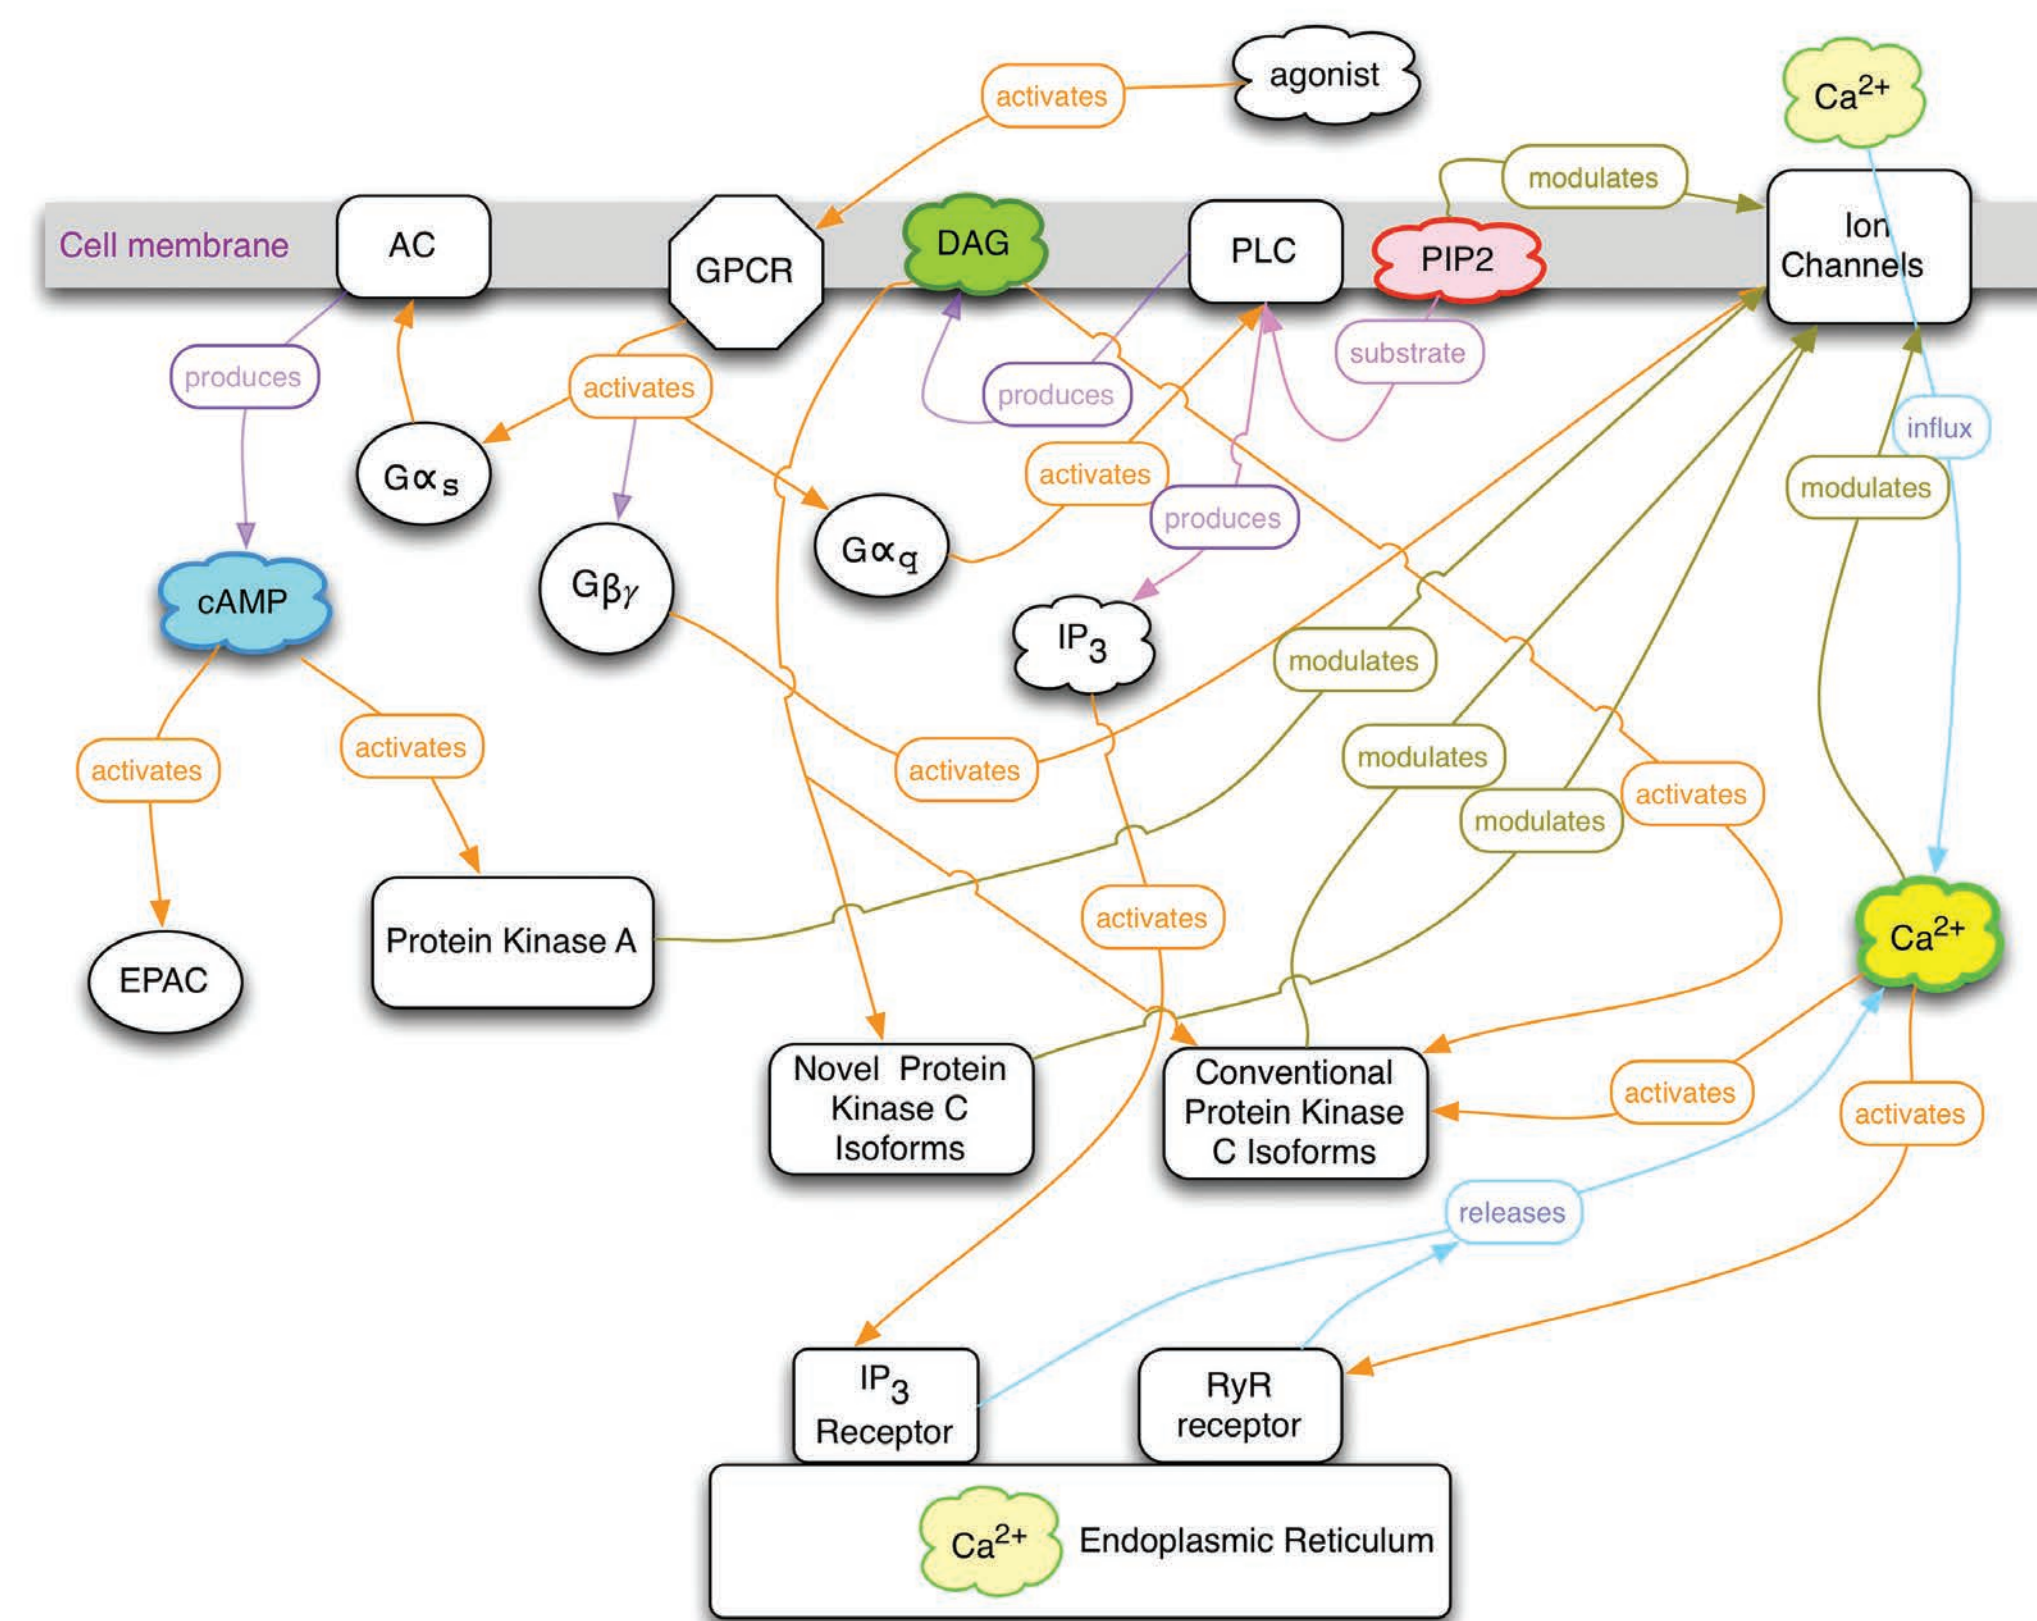 agonist
activates
Ca2+
modulates
Cell membrane
AC
GPCR
DAG
PLC
PIP2
Ion
Channels
produces
activates
produces
substrate
influx
Gαs
activates
modulates
produces
Gαq
cAMP
Gβγ
IP3
modulates
activates
activates
activates
modulates
activates
modulates
activates
Ca2+
Protein Kinase A
EPAC
Novel Protein
Kinase C
Isoforms
Conventional
Protein Kinase
C Isoforms
activates
activates
releases
IP3
Receptor
RyR
receptor
Ca2+
Endoplasmic Reticulum